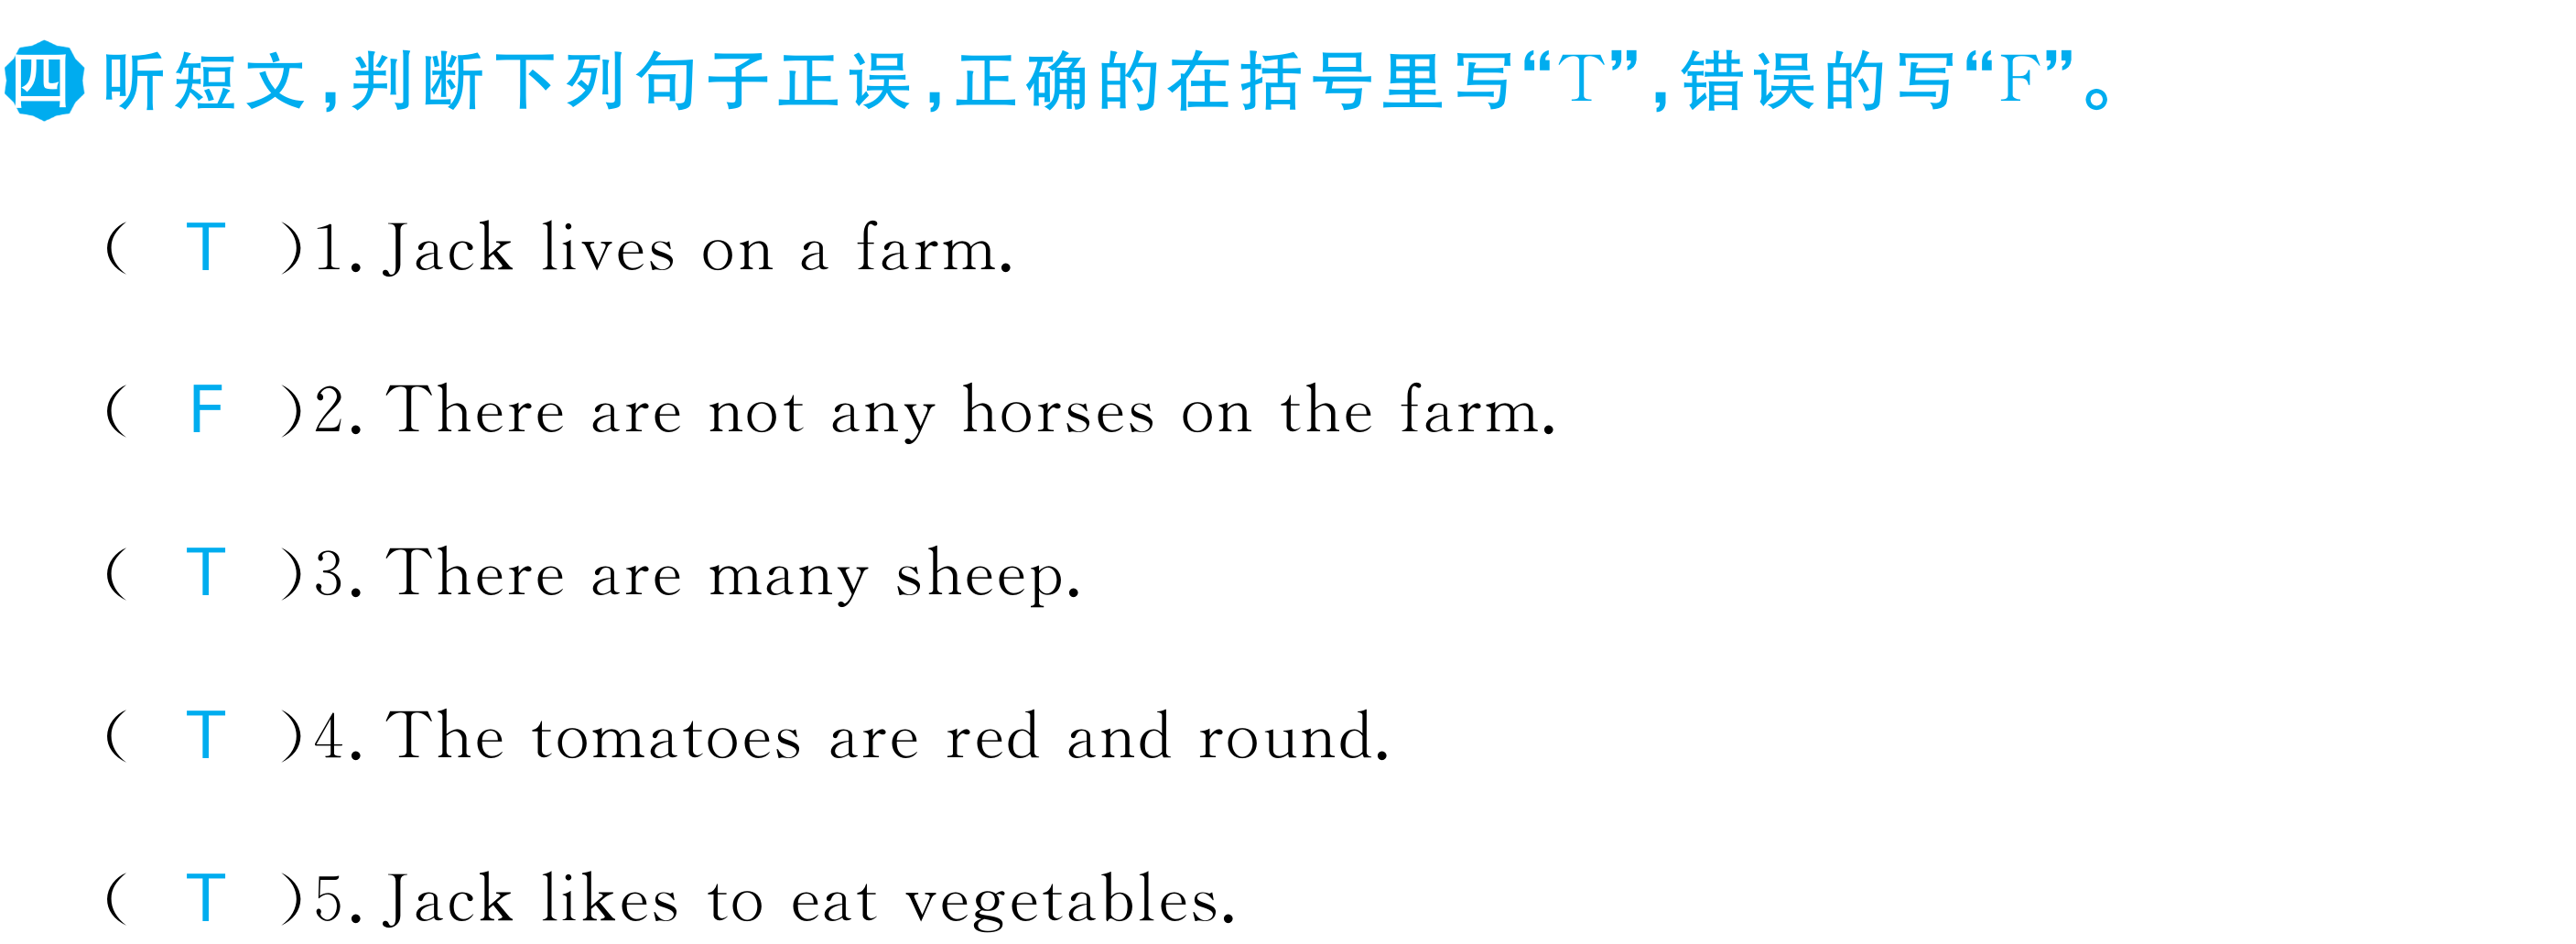 四 听短文,判断下列句子正误,正确的在括号里写“T”,错误的写“F”。
( T )1. Jack lives on a farm.
( F )2. There are not any horses on the farm.
( T )3. There are many sheep.
( T )4. The tomatoes are red and round.
( T )5. Jack likes to eat vegetables.